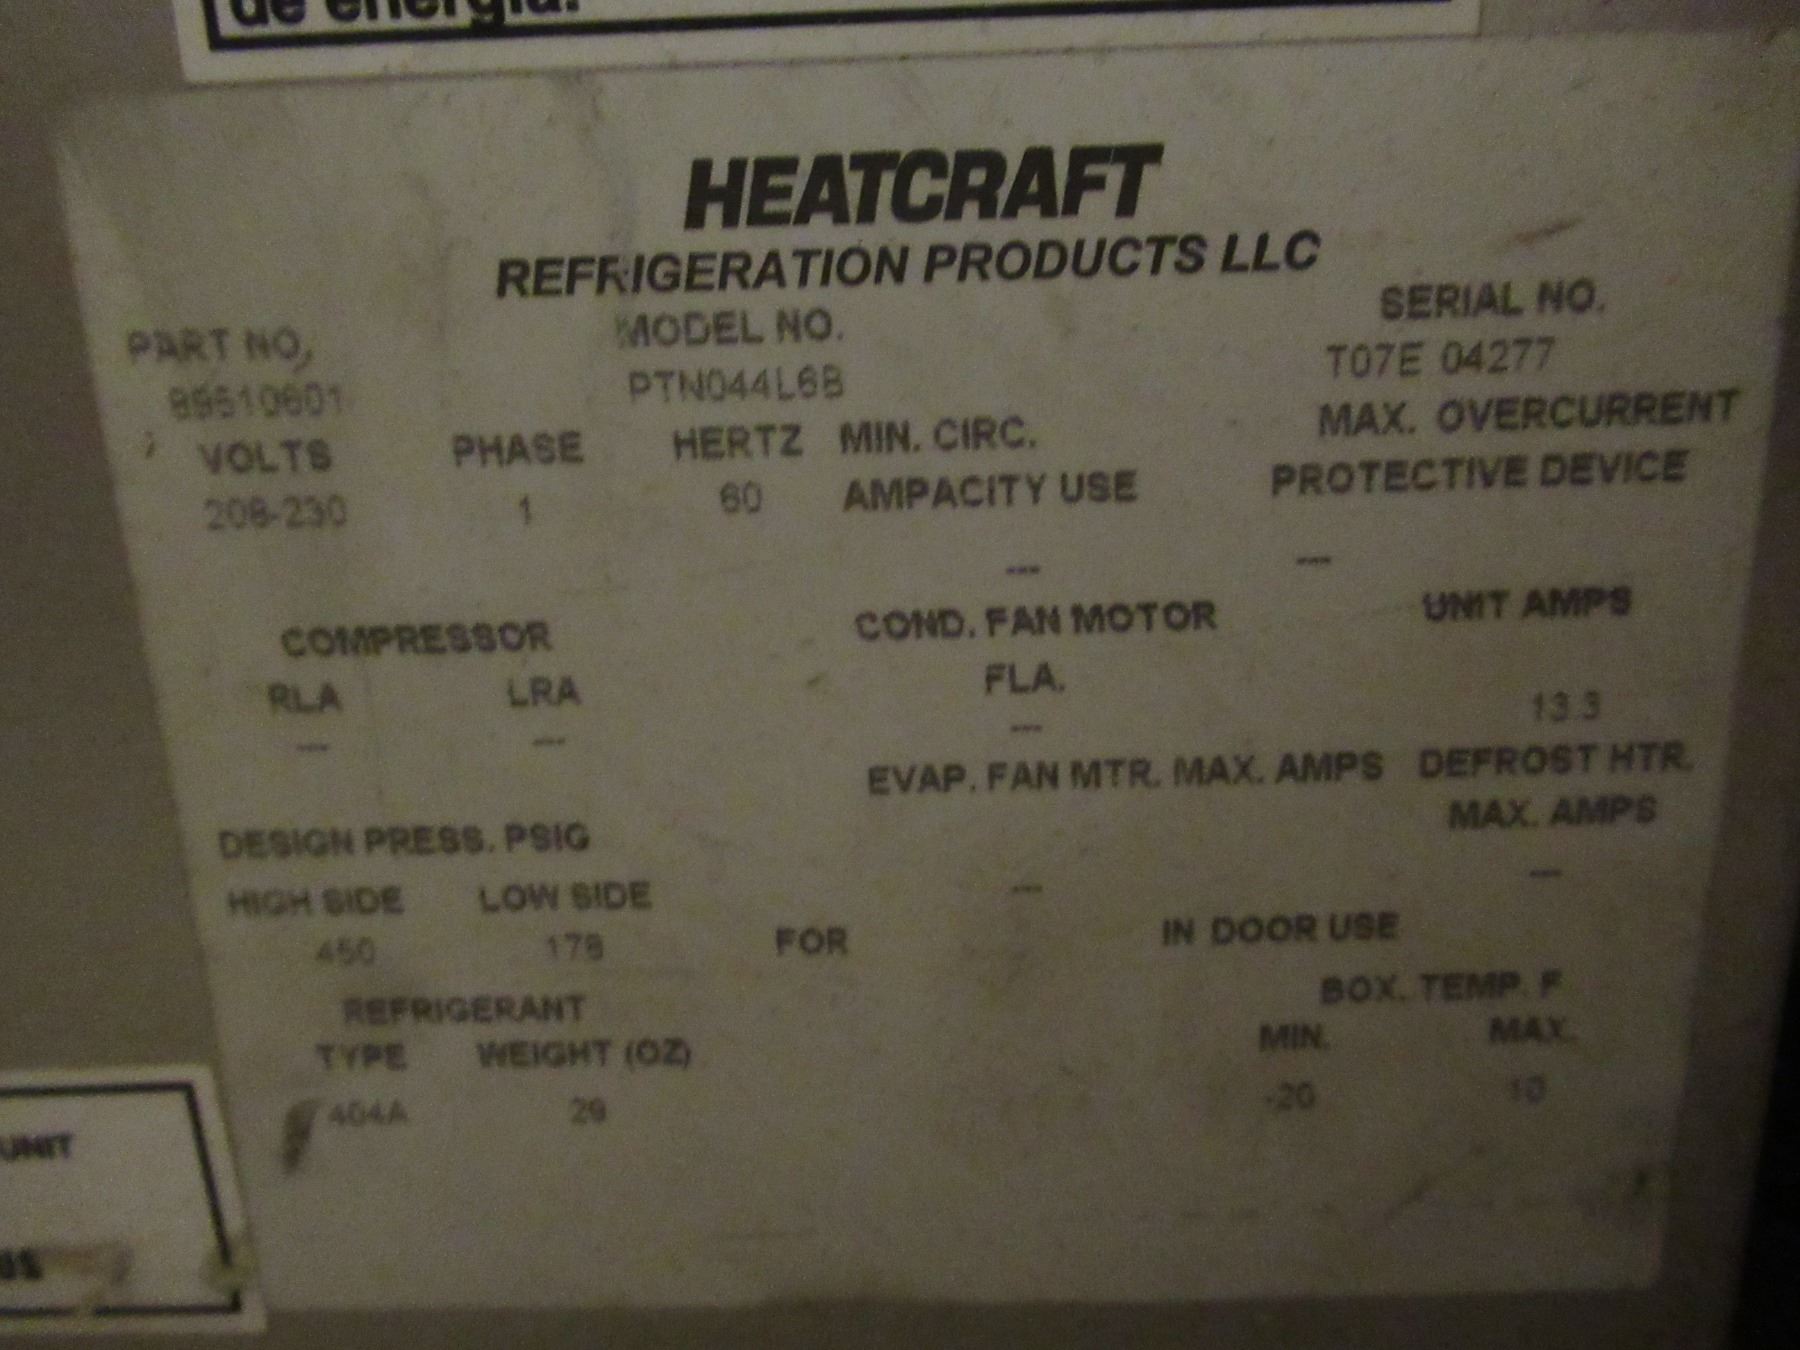 de energía.
HEATCRAFT
REFRIGERATION PRODUCTS LLC
PART NO. MODEL NO. SERIAL NO.
89510601 PTN044L6B T07E 04277
VOLTS PHASE HERTZ MIN. CIRC. MAX. OVERCURRENT
208-230 1 60 AMPACITY USE PROTECTIVE DEVICE
--- ---
COMPRESSOR COND. FAN MOTOR UNIT AMPS
RLA LRA FLA. 13.3
--- --- ---
EVAP. FAN MTR. MAX. AMPS DEFROST HTR.
DESIGN PRESS. PSIG MAX. AMPS
HIGH SIDE LOW SIDE --- ---
450 178 FOR IN DOOR USE
REFRIGERANT BOX. TEMP. F
TYPE WEIGHT (OZ) MIN. MAX.
404A 29 -20 10
UNIT